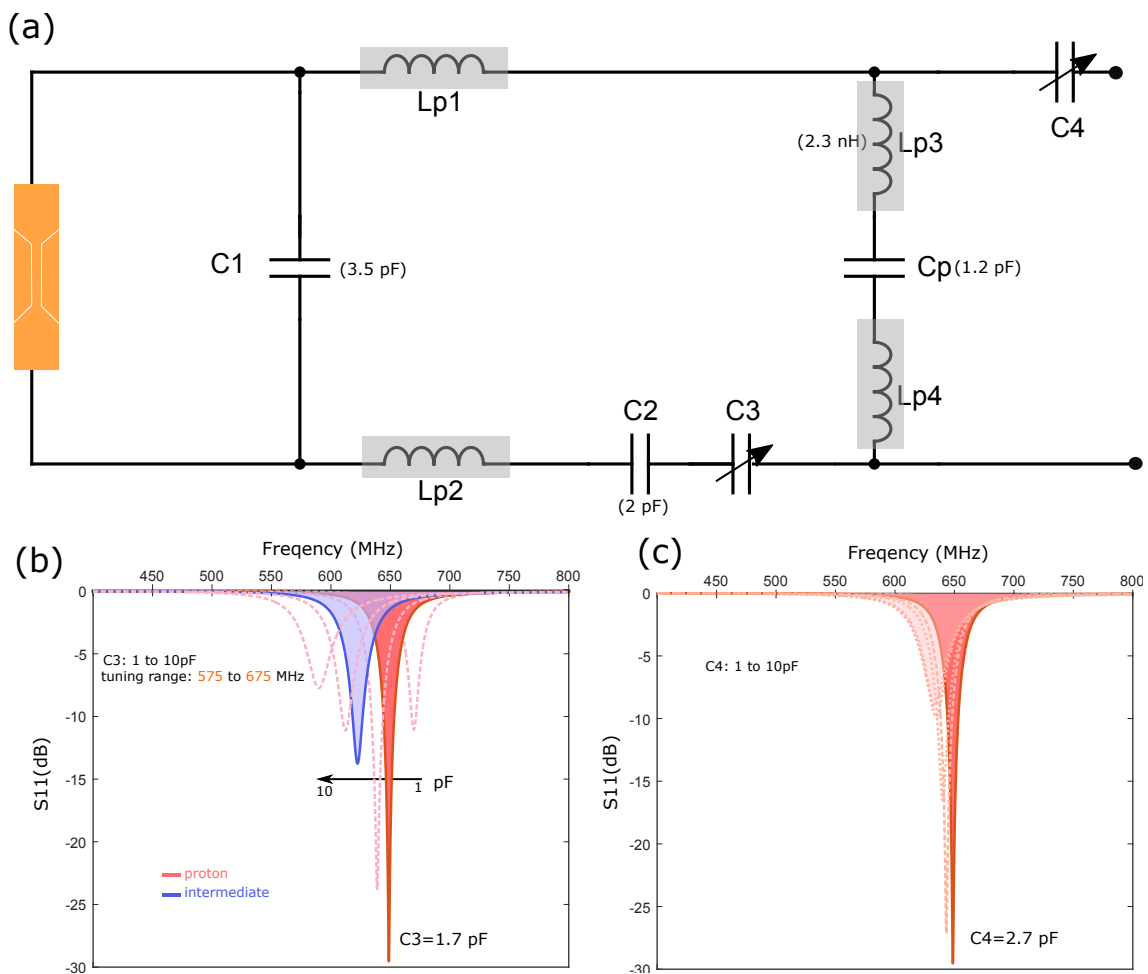 (a)
Lp1
C4
(2.3 nH)
Lp3
C1
(3.5 pF)
Cp
(1.2 pF)
Lp4
C2
C3
Lp2
(2 pF)
(b)
Freqency (MHz)
450 500 550 600 650 700 750 800
0
-5
-10
-15
-20
-25
-30
S11(dB)
C3: 1 to 10pF
tuning range: 575 to 675 MHz
10
1
pF
proton
intermediate
C3=1.7 pF
(c)
Freqency (MHz)
450 500 550 600 650 700 750 800
0
-5
-10
-15
-20
-25
-30
S11(dB)
C4: 1 to 10pF
C4=2.7 pF